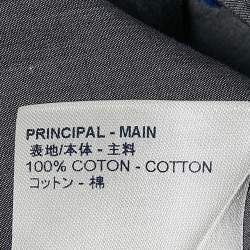 PRINCIPAL - MAIN
表地/本体 - 主料
100% COTON - COTTON
コットン - 棉